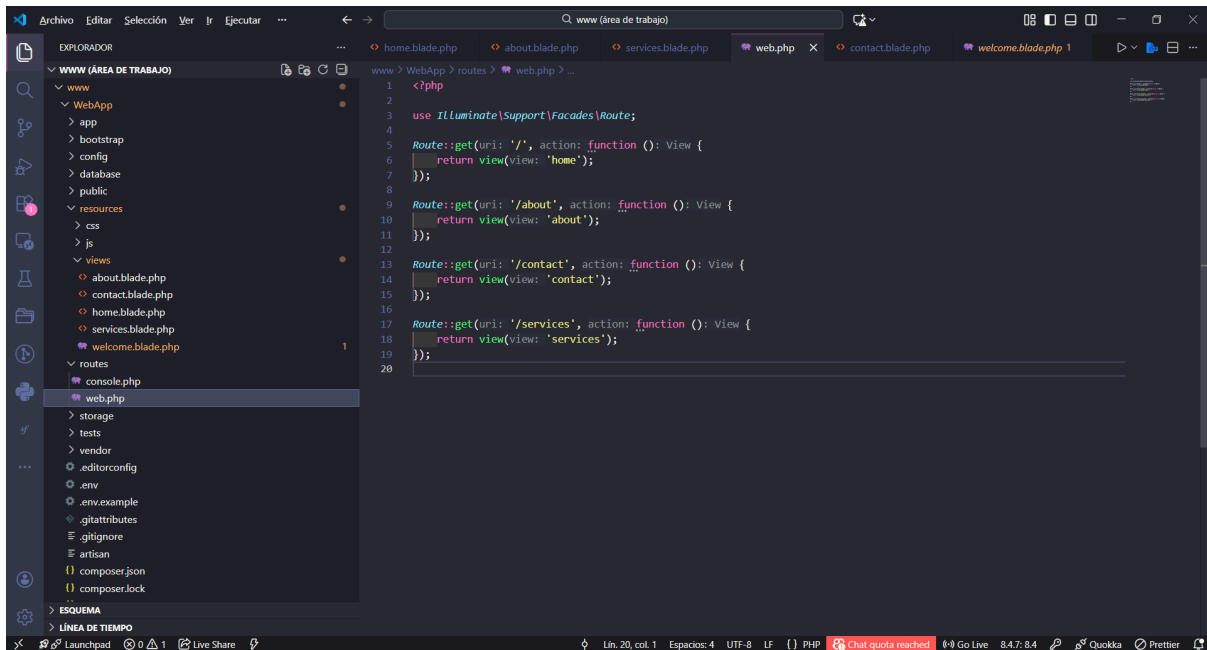 Archivo Editar Selección Ver Ir Ejecutar ··· www (área de trabajo)
EXPLORADOR ···
home.blade.php about.blade.php services.blade.php web.php contact.blade.php welcome.blade.php 1 ···
WWW (ÁREA DE TRABAJO)
www > WebApp > routes > web.php > ...
www
WebApp
app
bootstrap
config
database
public
resources
css
js
views
about.blade.php
contact.blade.php
home.blade.php
services.blade.php
welcome.blade.php 1
routes
console.php
web.php
storage
tests
vendor
.editorconfig
.env
.env.example
.gitattributes
.gitignore
artisan
{} composer.json
{} composer.lock
ESQUEMA
LÍNEA DE TIEMPO
1 <?php
2
3 use Illuminate\Support\Facades\Route;
4
5 Route::get(uri: '/', action: function (): View {
6 return view(view: 'home');
7 });
8
9 Route::get(uri: '/about', action: function (): View {
10 return view(view: 'about');
11 });
12
13 Route::get(uri: '/contact', action: function (): View {
14 return view(view: 'contact');
15 });
16
17 Route::get(uri: '/services', action: function (): View {
18 return view(view: 'services');
19 });
20
1
Launchpad 0 1 Live Share Lín. 20, col. 1 Espacios: 4 UTF-8 LF {} PHP Chat quota reached Go Live 8.4.7: 8.4 Quokka Prettier